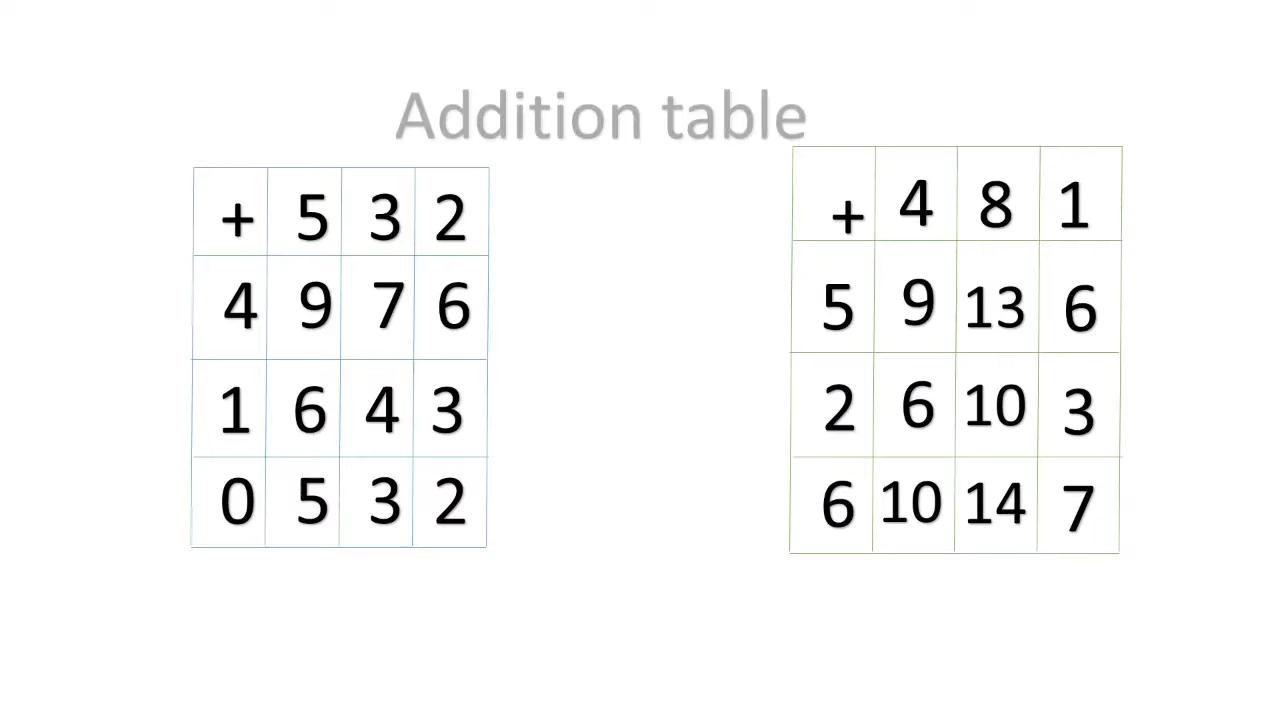 Addition table
+ 5 3 2
4 9 7 6
1 6 4 3
0 5 3 2
+ 4 8 1
5 9 13 6
2 6 10 3
6 10 14 7